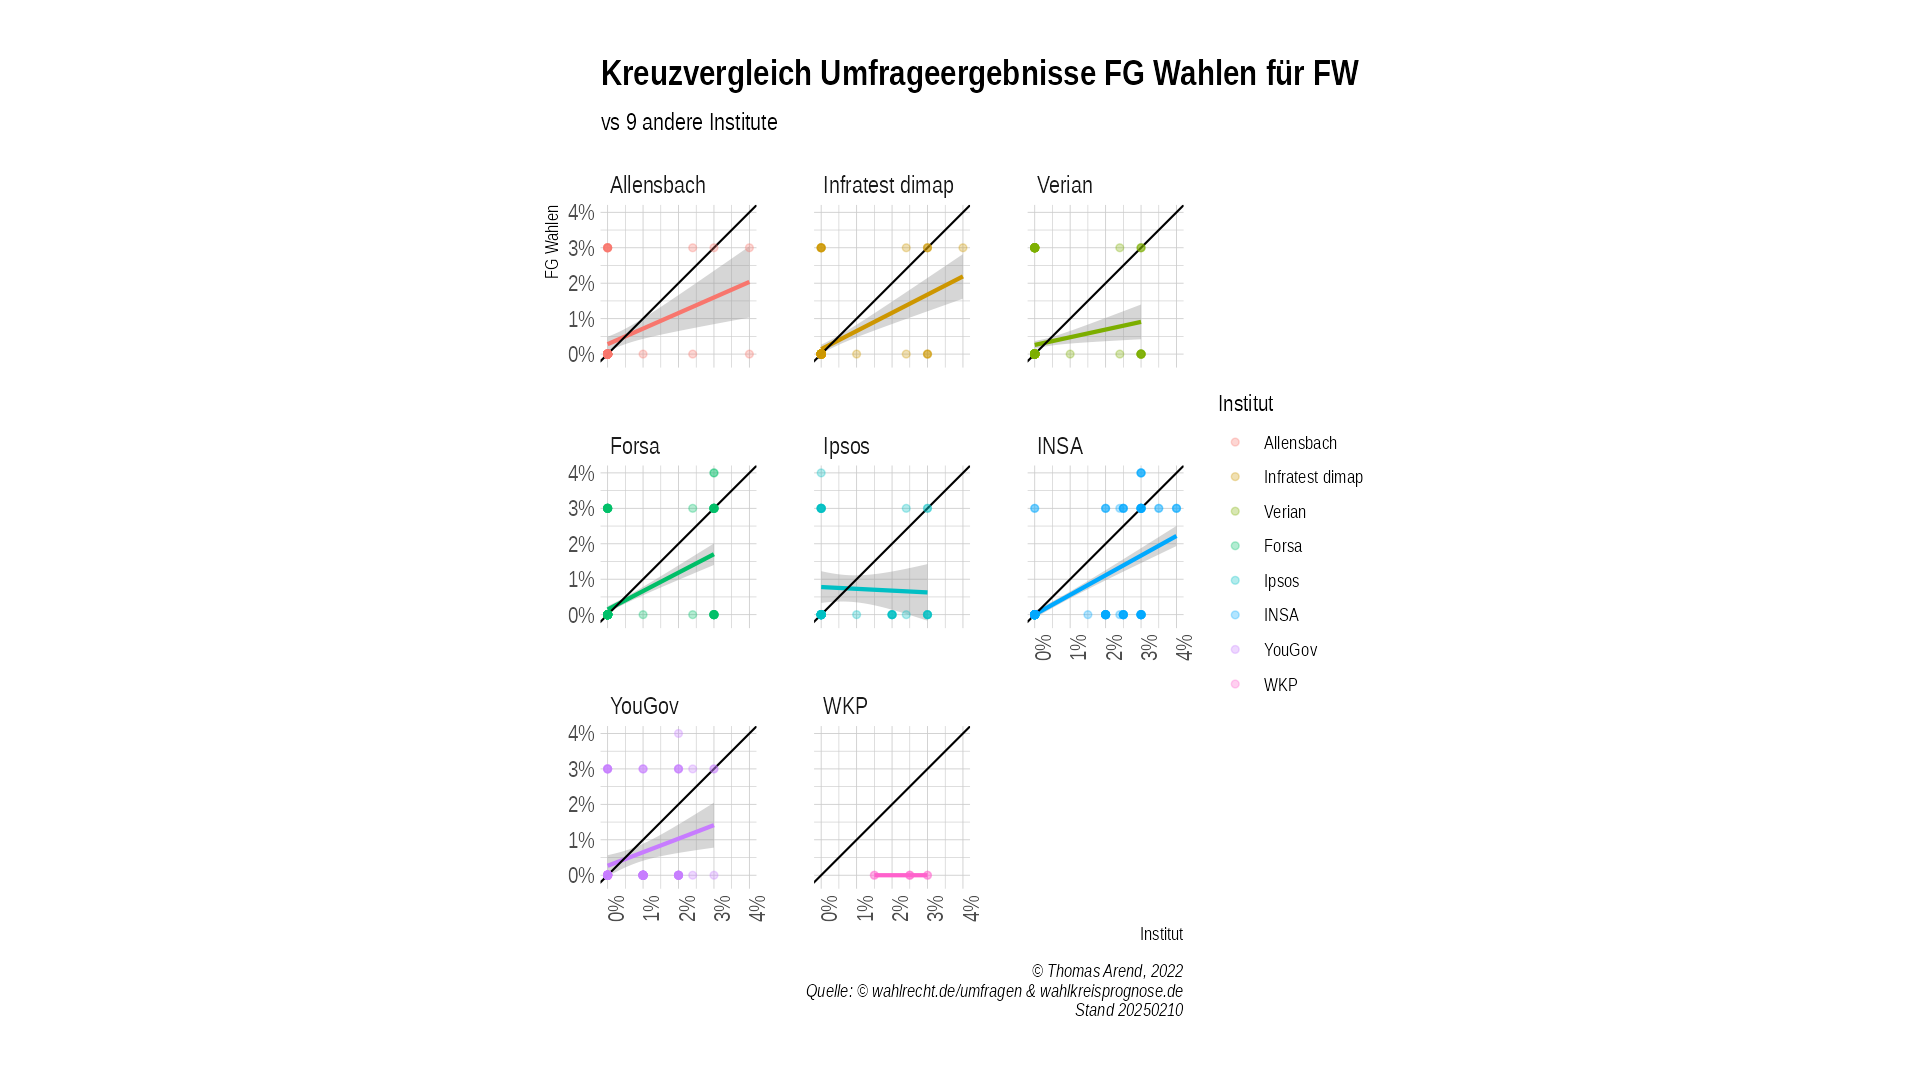 Kreuzvergleich Umfrageergebnisse FG Wahlen für FW
vs 9 andere Institute
Allensbach
Infratest dimap
Verian
FG Wahlen
4%
3%
2%
1%
0%
Forsa
Ipsos
INSA
4%
3%
2%
1%
0%
0%
1%
2%
3%
4%
YouGov
WKP
4%
3%
2%
1%
0%
0%
1%
2%
3%
4%
0%
1%
2%
3%
4%
Institut
Allensbach
Infratest dimap
Verian
Forsa
Ipsos
INSA
YouGov
WKP
Institut
© Thomas Arend, 2022
Quelle: © wahlrecht.de/umfragen & wahlkreisprognose.de
Stand 20250210